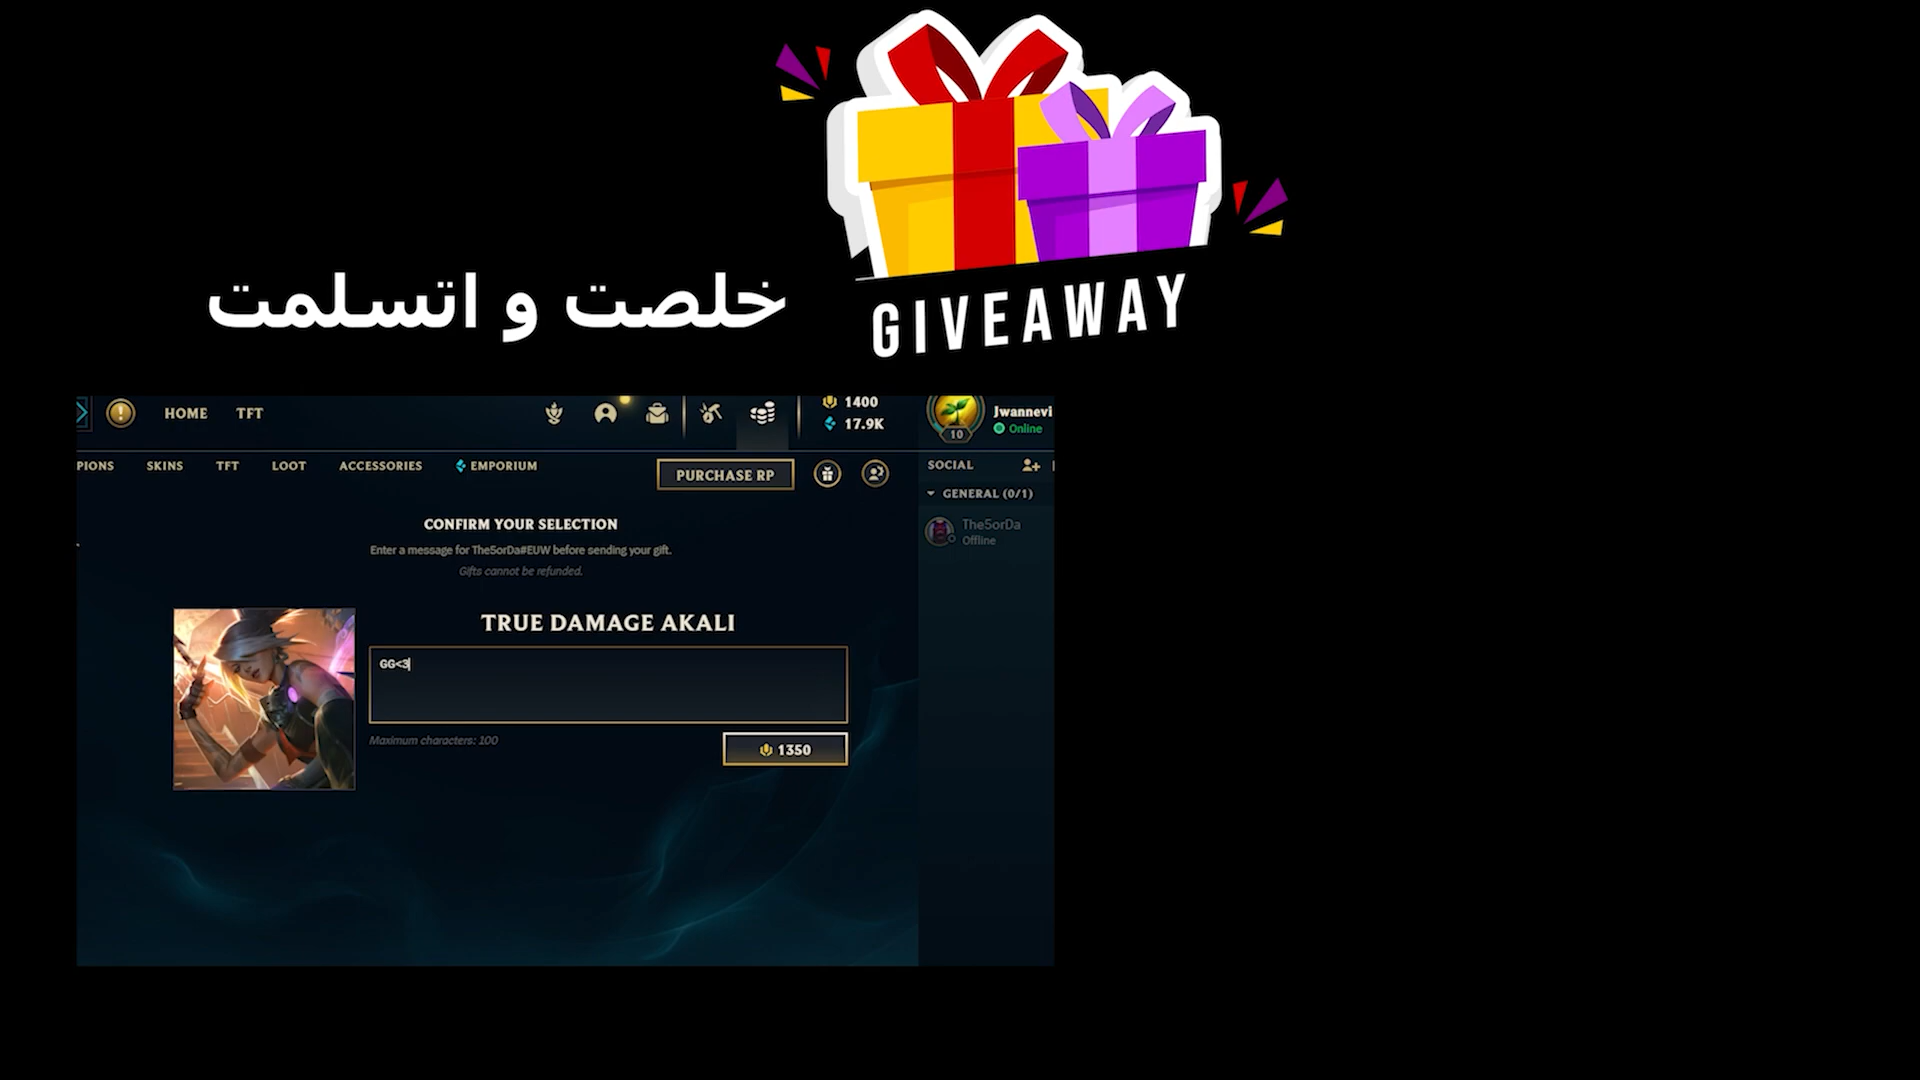 خلصت و اتسلمت
GIVEAWAY
HOME TFT
1400
17.9K
10
Jwannevi
Online
PIONS SKINS TFT LOOT ACCESSORIES EMPORIUM
PURCHASE RP
SOCIAL
GENERAL (0/1)
The5orDa
Offline
CONFIRM YOUR SELECTION
Enter a message for The5orDa#EUW before sending your gift.
Gifts cannot be refunded.
TRUE DAMAGE AKALI
GG<3
Maximum characters: 100
1350